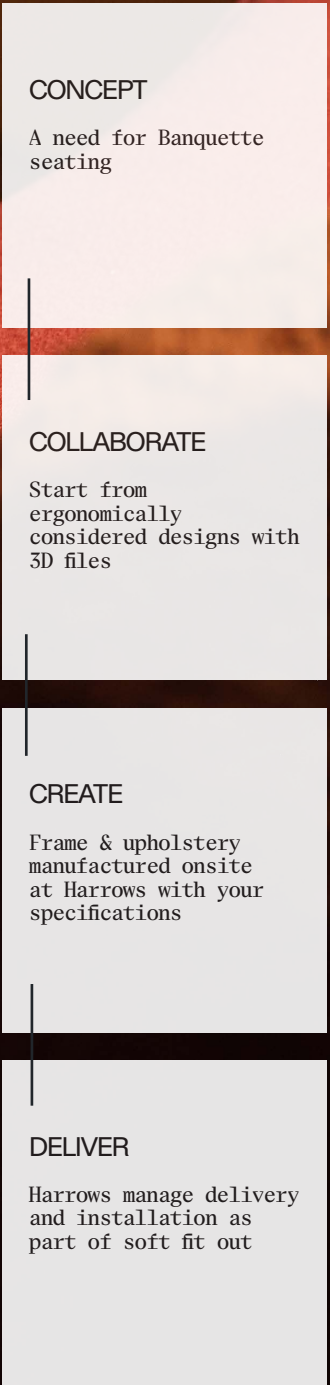 CONCEPT
A need for Banquette
seating
COLLABORATE
Start from
ergonomically
considered designs with
3D files
CREATE
Frame & upholstery
manufactured onsite
at Harrows with your
specifications
DELIVER
Harrows manage delivery
and installation as
part of soft fit out